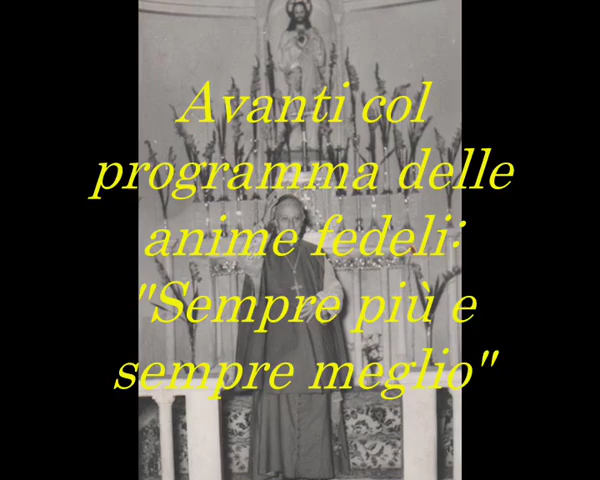 Avanti col
programma delle
anime fedeli:
"Sempre più e
sempre meglio"